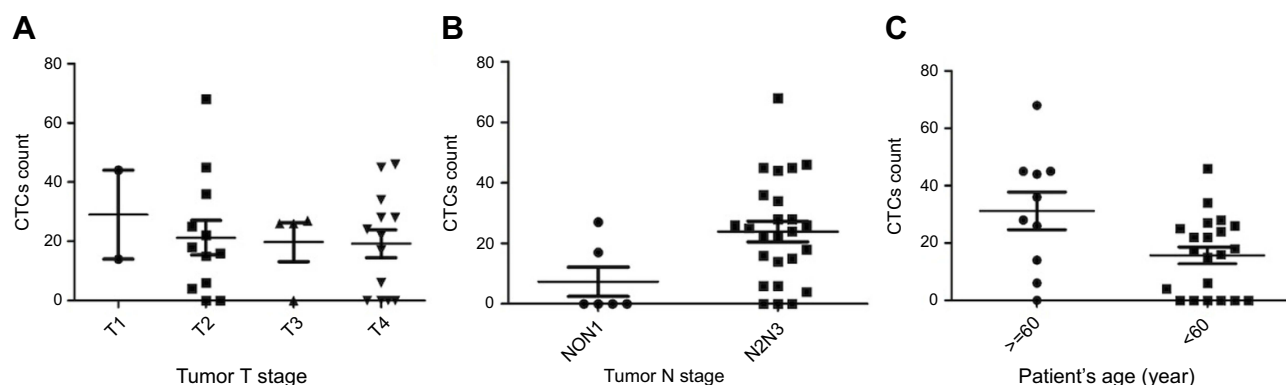 A
CTCs count
80
60
40
20
0
T1
T2
T3
T4
Tumor T stage
B
CTCs count
80
60
40
20
0
NON1
N2N3
Tumor N stage
C
CTCs count
80
60
40
20
0
>=60
<60
Patient's age (year)